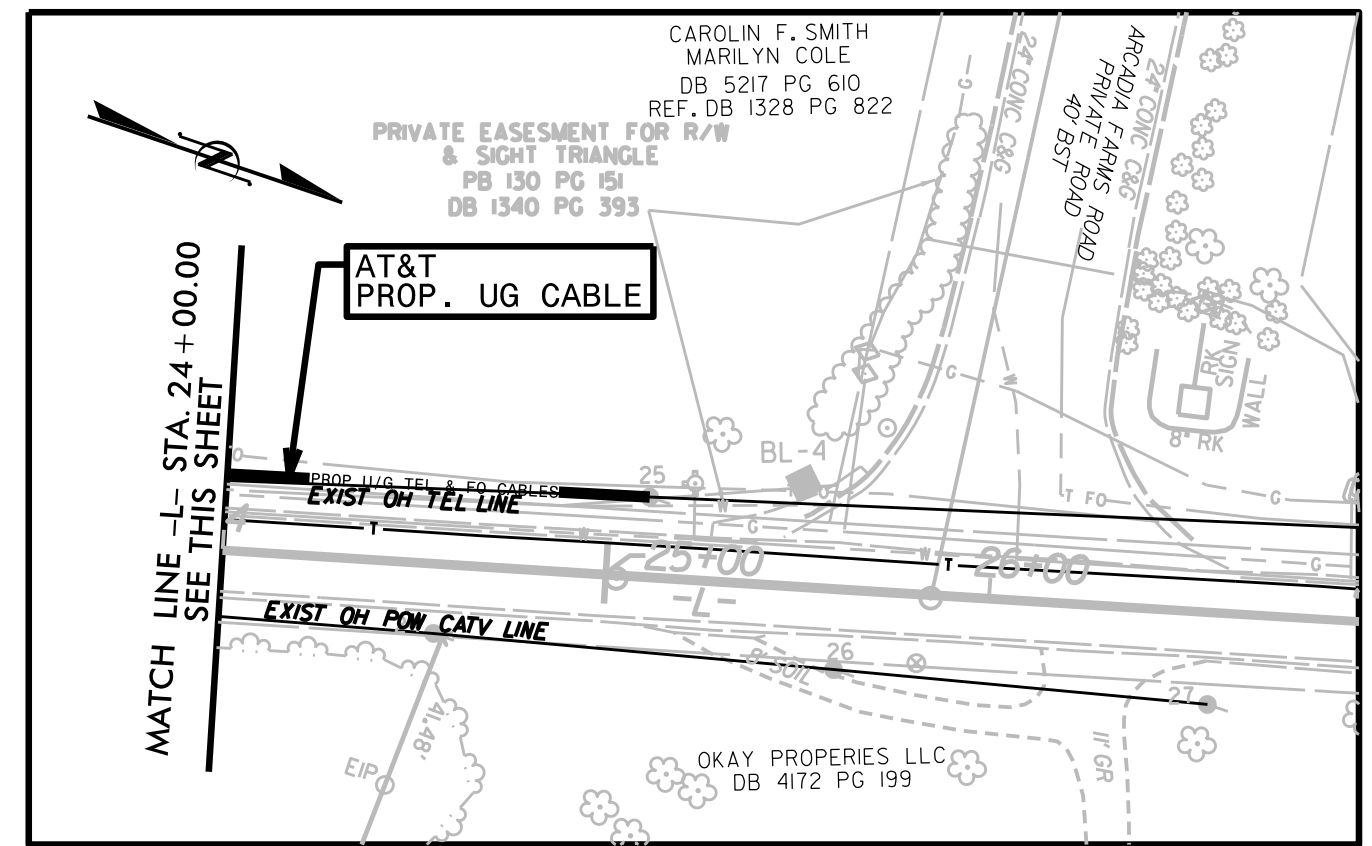 CAROLIN F. SMITH
MARILYN COLE
DB 5217 PG 610
REF. DB 1328 PG 822
PRIVATE EASESMENT FOR R/W
& SIGHT TRIANGLE
PB 130 PG 151
DB 1340 PG 393
24" CONC C&G
ARCADIA FARMS ROAD
PRIVATE ROAD
40' BST
24" CONC C&G
AT&T
PROP. UG CABLE
MATCH LINE -L- STA. 24+00.00
SEE THIS SHEET
PROP U/G TEL & FO CABLES
EXIST OH TEL LINE
25
BL-4
RK
SIGN
WALL
8" RK
T FO
G
G
G
G
G
W
W
W
W
T
T
25+00
-L-
26+00
EXIST OH POW CATV LINE
8' SOIL
26
27
41.48'
EIP
11' GR
OKAY PROPERIES LLC
DB 4172 PG 199